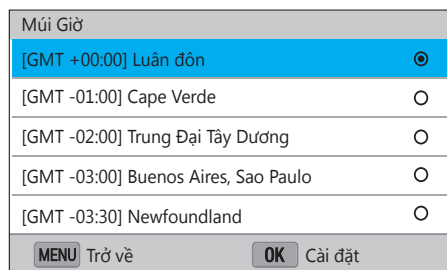 Múi Giờ
[GMT +00:00] Luân đôn
[GMT -01:00] Cape Verde
[GMT -02:00] Trung Đại Tây Dương
[GMT -03:00] Buenos Aires, Sao Paulo
[GMT -03:30] Newfoundland
MENU Trở về OK Cài đặt